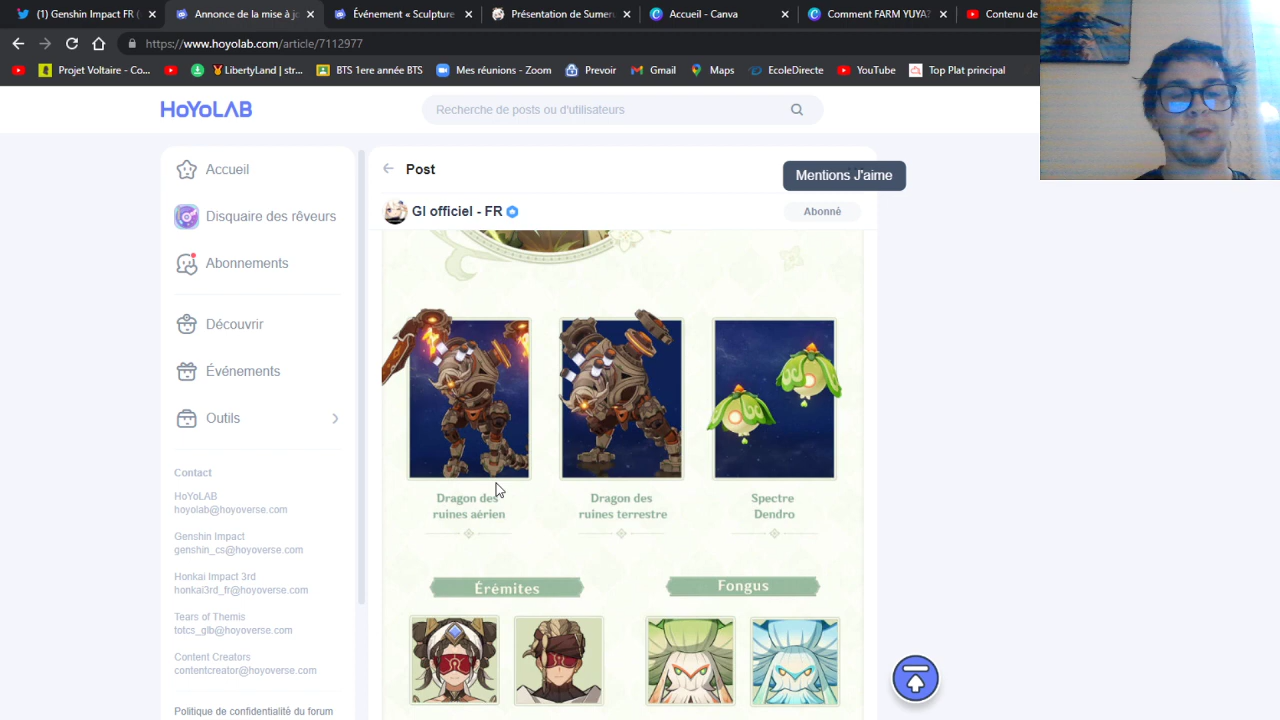 (1) Genshin Impact FR (
Annonce de la mise à jo
Événement « Sculpture
Présentation de Sumeru
Accueil - Canva
Comment FARM YUYA?
Contenu de
https://www.hoyolab.com/article/7112977
Projet Voltaire - Co...
LibertyLand | str...
BTS 1ere année BTS
Mes réunions - Zoom
Prevoir
Gmail
Maps
EcoleDirecte
YouTube
Top Plat principal
HoYoLAB
Recherche de posts ou d'utilisateurs
Accueil
Disquaire des rêveurs
Abonnements
Découvrir
Événements
Outils
Contact
HoYoLAB
hoyolab@hoyoverse.com
Genshin Impact
genshin_cs@hoyoverse.com
Honkai Impact 3rd
honkai3rd_fr@hoyoverse.com
Tears of Themis
totcs_glb@hoyoverse.com
Content Creators
contentcreator@hoyoverse.com
Politique de confidentialité du forum
Post
Mentions J'aime
GI officiel - FR
Abonné
Dragon des
ruines aérien
Dragon des
ruines terrestre
Spectre
Dendro
Érémites
Fongus